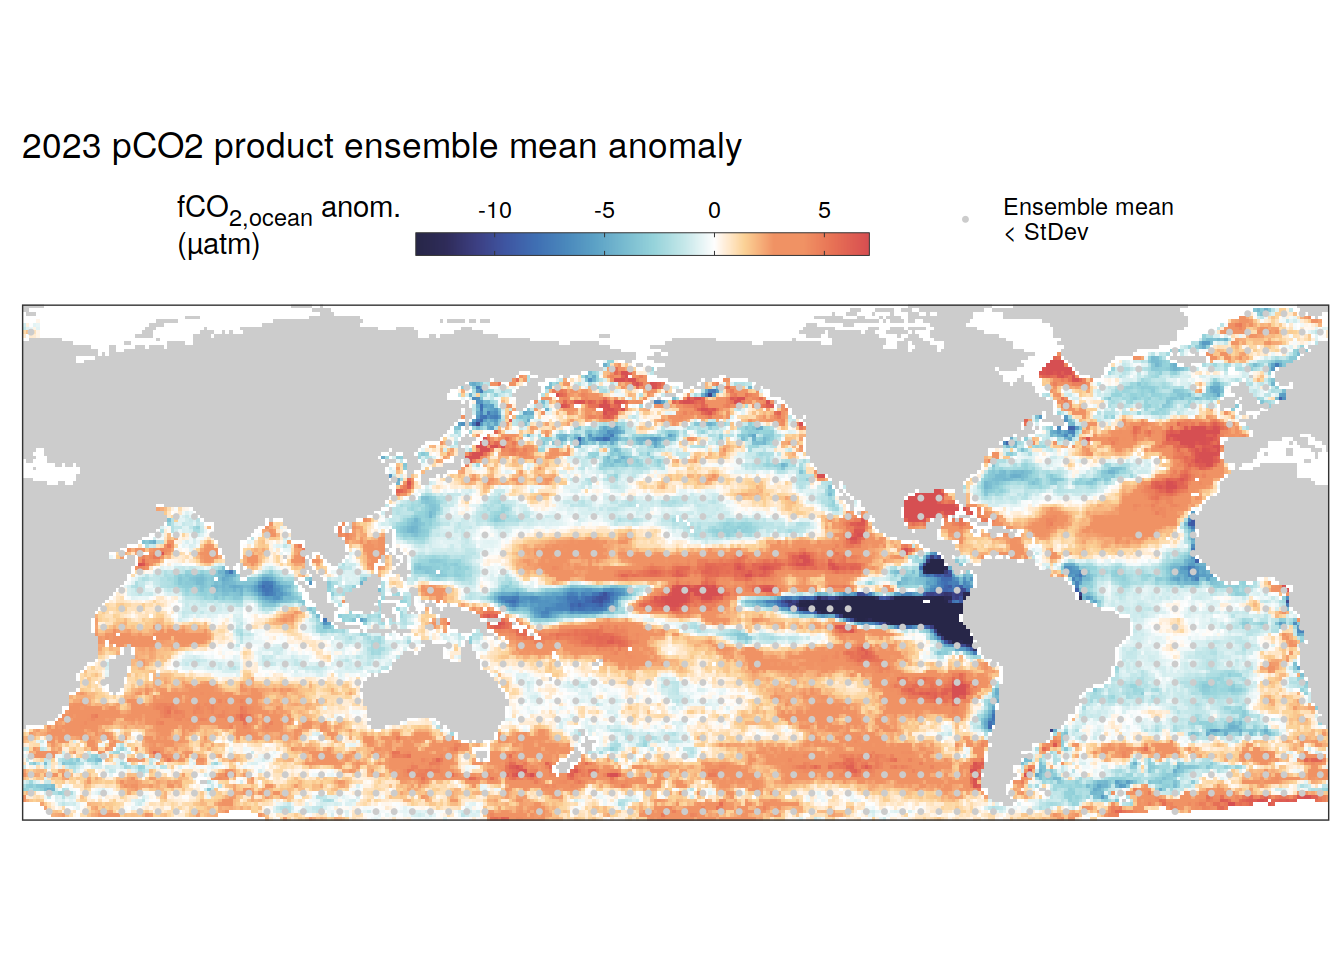 2023 pCO2 product ensemble mean anomaly
fCO2,ocean anom.
(µatm)
-10 -5 0 5
Ensemble mean
< StDev